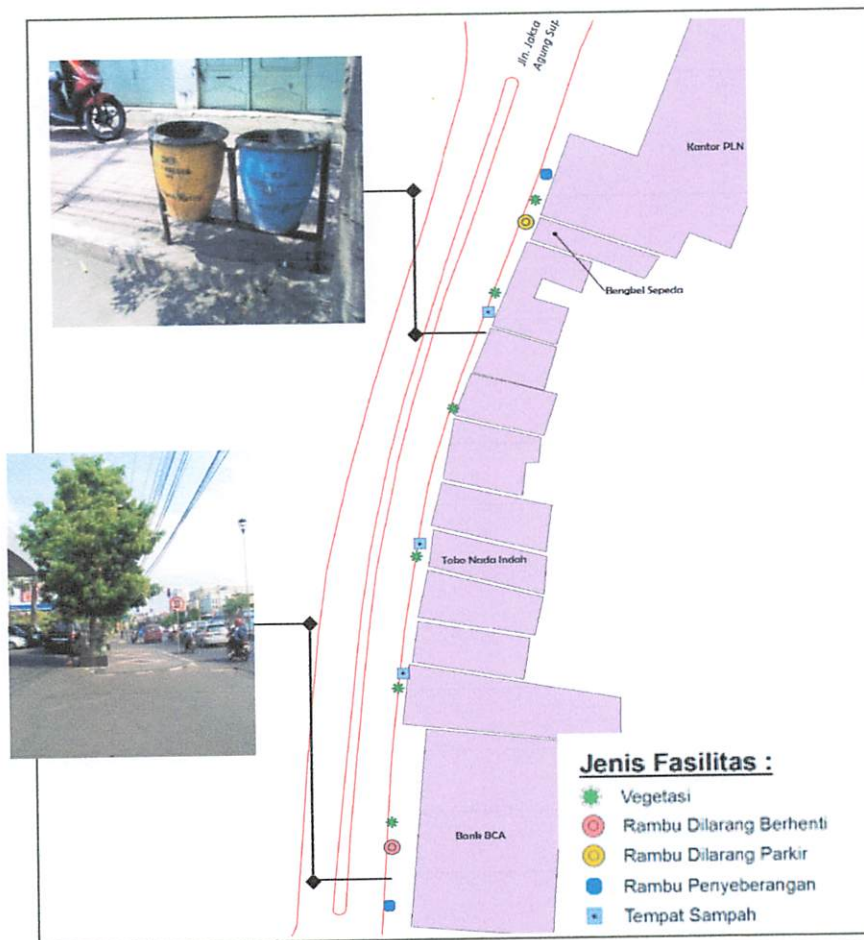 Jln. Jaksa
Agung Sup.
Kantor PLN
Bengkel Sepeda
Toko Nada Indah
Bank BCA
Jenis Fasilitas :
Vegetasi
Rambu Dilarang Berhenti
Rambu Dilarang Parkir
Rambu Penyeberangan
Tempat Sampah